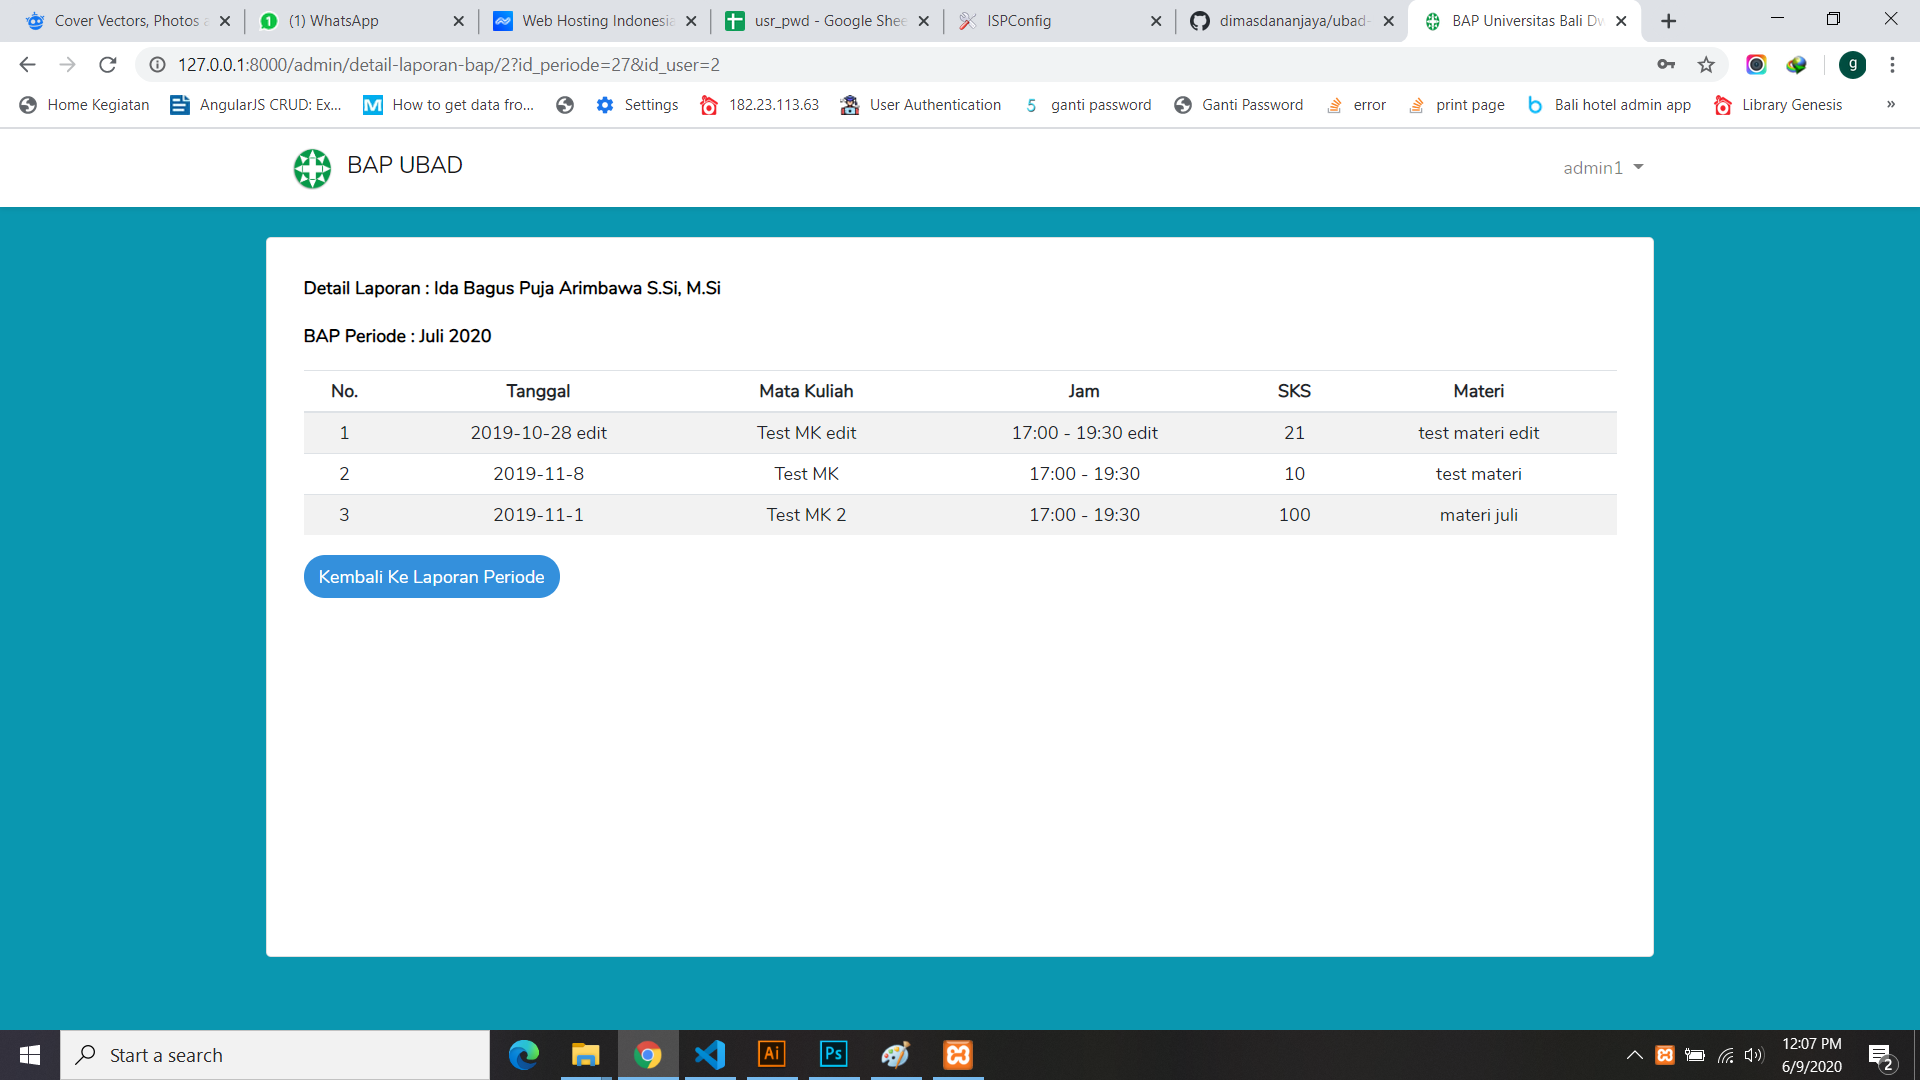 Cover Vectors, Photos a
(1) WhatsApp
Web Hosting Indonesia
usr_pwd - Google Shee
ISPConfig
dimasdananjaya/ubad-
BAP Universitas Bali Dw
127.0.0.1:8000/admin/detail-laporan-bap/2?id_periode=27&id_user=2
g
Home Kegiatan
AngularJS CRUD: Ex...
How to get data fro...
Settings
182.23.113.63
User Authentication
5 ganti password
Ganti Password
error
print page
Bali hotel admin app
Library Genesis
»
BAP UBAD
admin1
Detail Laporan : Ida Bagus Puja Arimbawa S.Si, M.Si
BAP Periode : Juli 2020
No. Tanggal Mata Kuliah Jam SKS Materi
1 2019-10-28 edit Test MK edit 17:00 - 19:30 edit 21 test materi edit
2 2019-11-8 Test MK 17:00 - 19:30 10 test materi
3 2019-11-1 Test MK 2 17:00 - 19:30 100 materi juli
Kembali Ke Laporan Periode
Start a search
Ai
Ps
12:07 PM
6/9/2020
2